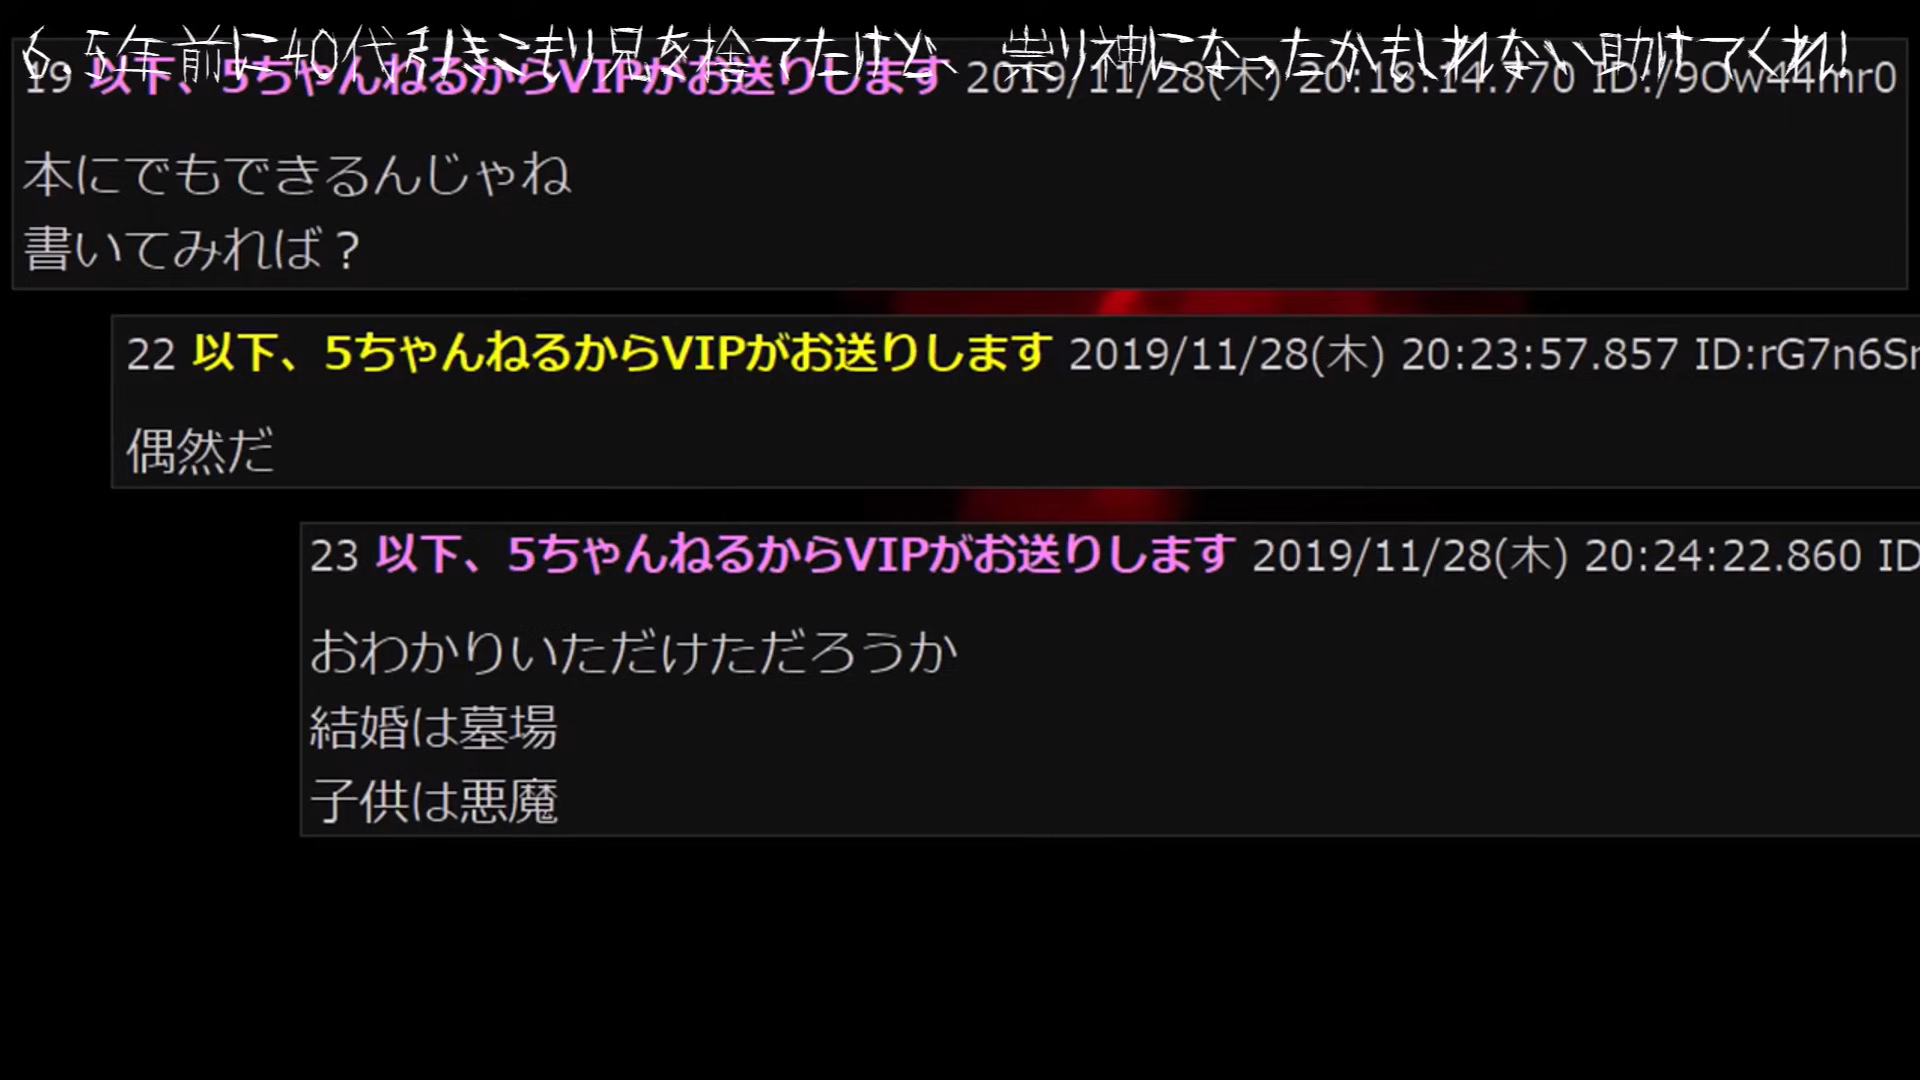 6. 5年前に40代引きこもり兄を捨てたけど、祟り神になったかもしれない助けてくれ!
19 以下、5ちゃんねるからVIPがお送りします 2019/11/28(木) 20:18:14.770 ID:/9Ow44mr0
本にでもできるんじゃね
書いてみれば？
22 以下、5ちゃんねるからVIPがお送りします 2019/11/28(木) 20:23:57.857 ID:rG7n6Sr
偶然だ
23 以下、5ちゃんねるからVIPがお送りします 2019/11/28(木) 20:24:22.860 ID
おわかりいただけただろうか
結婚は墓場
子供は悪魔